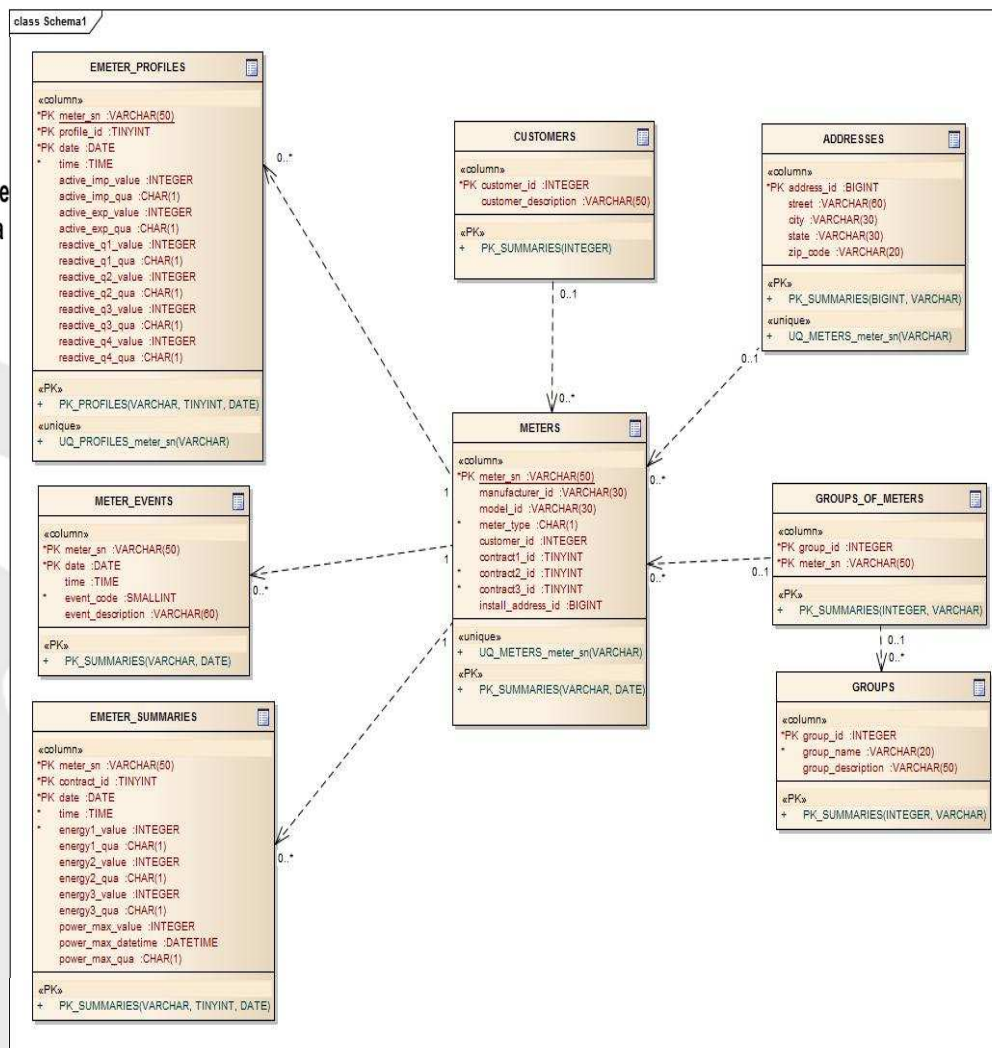 class Schema1
e
a
EMETER_PROFILES
«column»
*PK meter_sn :VARCHAR(50)
*PK profile_id :TINYINT
*PK date :DATE
* time :TIME
active_imp_value :INTEGER
active_imp_qua :CHAR(1)
active_exp_value :INTEGER
active_exp_qua :CHAR(1)
reactive_q1_value :INTEGER
reactive_q1_qua :CHAR(1)
reactive_q2_value :INTEGER
reactive_q2_qua :CHAR(1)
reactive_q3_value :INTEGER
reactive_q3_qua :CHAR(1)
reactive_q4_value :INTEGER
reactive_q4_qua :CHAR(1)
«PK»
+ PK_PROFILES(VARCHAR, TINYINT, DATE)
«unique»
+ UQ_PROFILES_meter_sn(VARCHAR)
0..*
1
CUSTOMERS
«column»
*PK customer_id :INTEGER
customer_description :VARCHAR(50)
«PK»
+ PK_SUMMARIES(INTEGER)
0..1
0..*
ADDRESSES
«column»
*PK address_id :BIGINT
street :VARCHAR(60)
city :VARCHAR(30)
state :VARCHAR(30)
zip_code :VARCHAR(20)
«PK»
+ PK_SUMMARIES(BIGINT, VARCHAR)
«unique»
+ UQ_METERS_meter_sn(VARCHAR)
0..1
0..*
METERS
«column»
*PK meter_sn :VARCHAR(50)
manufacturer_id :VARCHAR(30)
model_id :VARCHAR(30)
* meter_type :CHAR(1)
customer_id :INTEGER
contract1_id :TINYINT
* contract2_id :TINYINT
* contract3_id :TINYINT
install_address_id :BIGINT
«unique»
+ UQ_METERS_meter_sn(VARCHAR)
«PK»
+ PK_SUMMARIES(VARCHAR, DATE)
METER_EVENTS
«column»
*PK meter_sn :VARCHAR(50)
*PK date :DATE
time :TIME
* event_code :SMALLINT
event_description :VARCHAR(60)
«PK»
+ PK_SUMMARIES(VARCHAR, DATE)
1
0..*
GROUPS_OF_METERS
«column»
*PK group_id :INTEGER
*PK meter_sn :VARCHAR(50)
«PK»
+ PK_SUMMARIES(INTEGER, VARCHAR)
0..1
0..*
0..1
0..*
GROUPS
«column»
*PK group_id :INTEGER
* group_name :VARCHAR(20)
group_description :VARCHAR(50)
«PK»
+ PK_SUMMARIES(INTEGER, VARCHAR)
EMETER_SUMMARIES
«column»
*PK meter_sn :VARCHAR(50)
*PK contract_id :TINYINT
*PK date :DATE
* time :TIME
* energy1_value :INTEGER
energy1_qua :CHAR(1)
energy2_value :INTEGER
energy2_qua :CHAR(1)
energy3_value :INTEGER
energy3_qua :CHAR(1)
power_max_value :INTEGER
power_max_datetime :DATETIME
power_max_qua :CHAR(1)
«PK»
+ PK_SUMMARIES(VARCHAR, TINYINT, DATE)
1
0..*